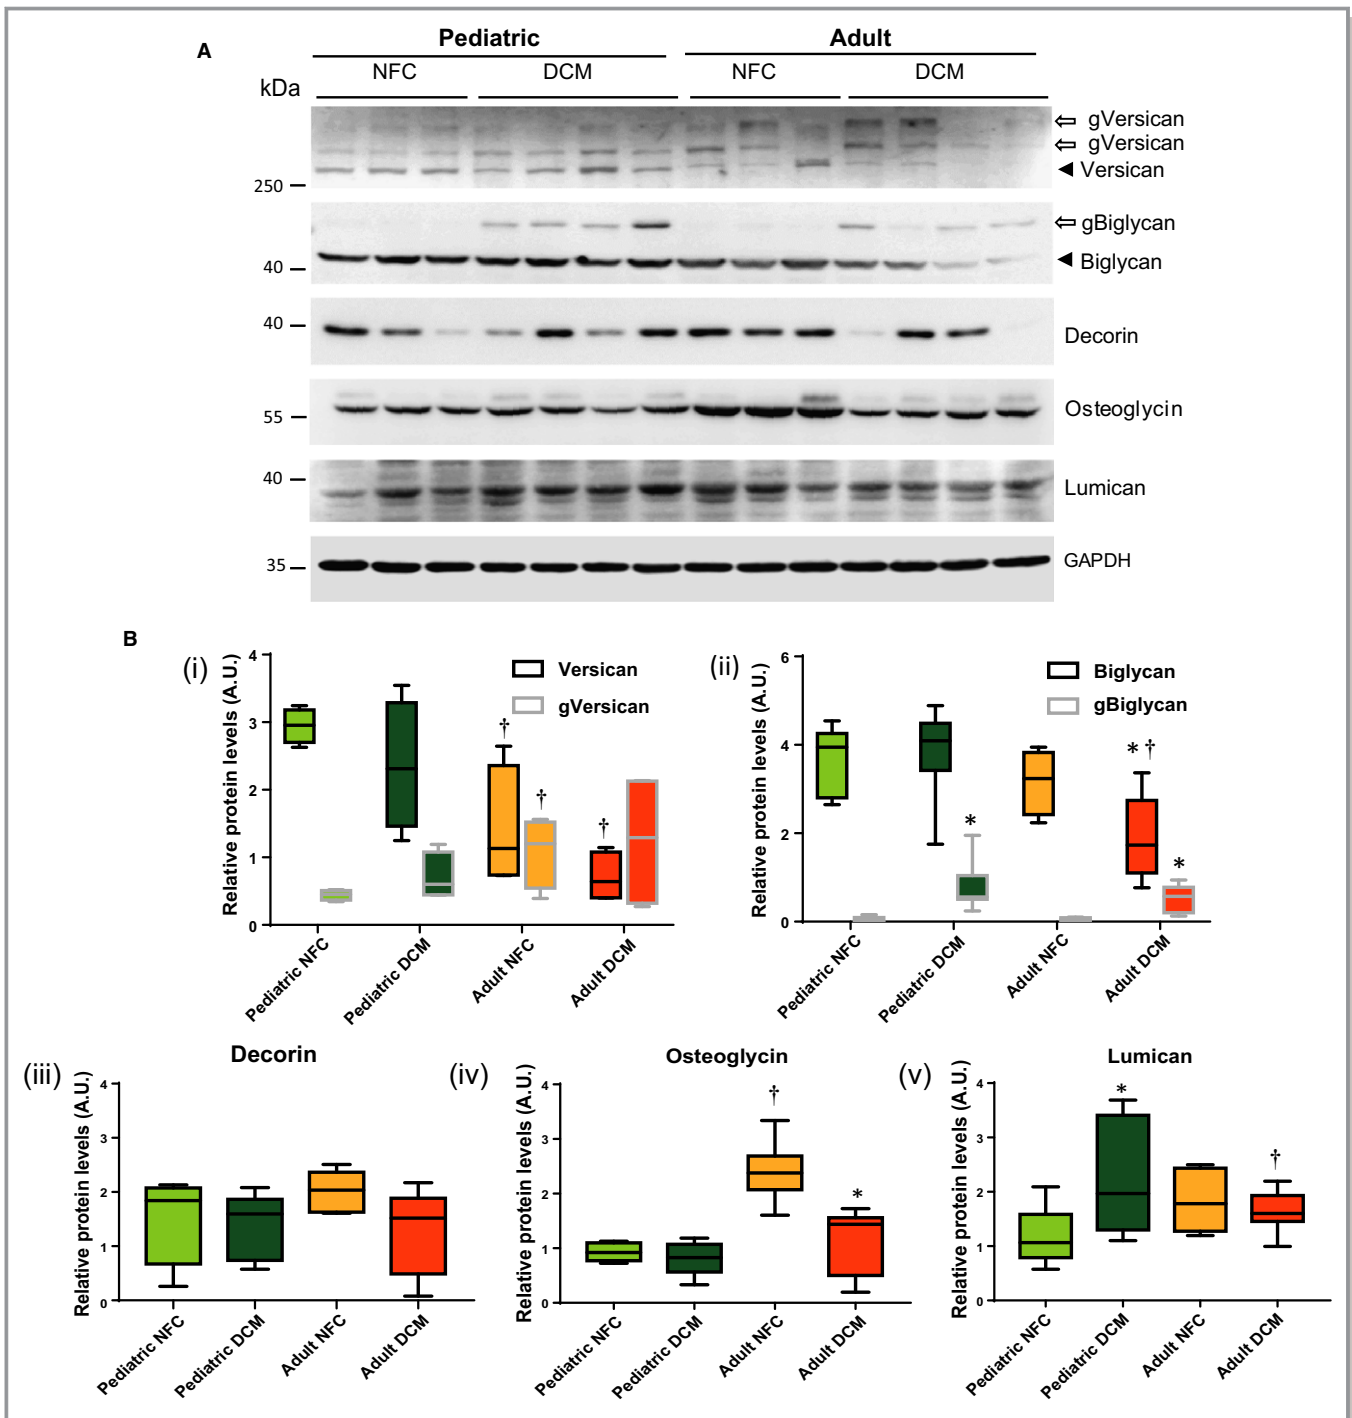 A
Pediatric Adult
NFC DCM NFC DCM
kDa
⇦ gVersican
⇦ gVersican
◀ Versican
250
⇦ gBiglycan
◀ Biglycan
40
40
Decorin
Osteoglycin
55
40
Lumican
35
GAPDH
B
(i)
Relative protein levels (A.U.)
4
3
2
1
0
Versican
gVersican
†
†
†
Pediatric NFC
Pediatric DCM
Adult NFC
Adult DCM
(ii)
Relative protein levels (A.U.)
6
4
2
0
Biglycan
gBiglycan
*
* †
*
Pediatric NFC
Pediatric DCM
Adult NFC
Adult DCM
(iii)
Decorin
Relative protein levels (A.U.)
4
3
2
1
0
Pediatric NFC
Pediatric DCM
Adult NFC
Adult DCM
(iv)
Osteoglycin
Relative protein levels (A.U.)
4
3
2
1
0
†
*
Pediatric NFC
Pediatric DCM
Adult NFC
Adult DCM
(v)
Lumican
Relative protein levels (A.U.)
4
3
2
1
0
*
†
Pediatric NFC
Pediatric DCM
Adult NFC
Adult DCM